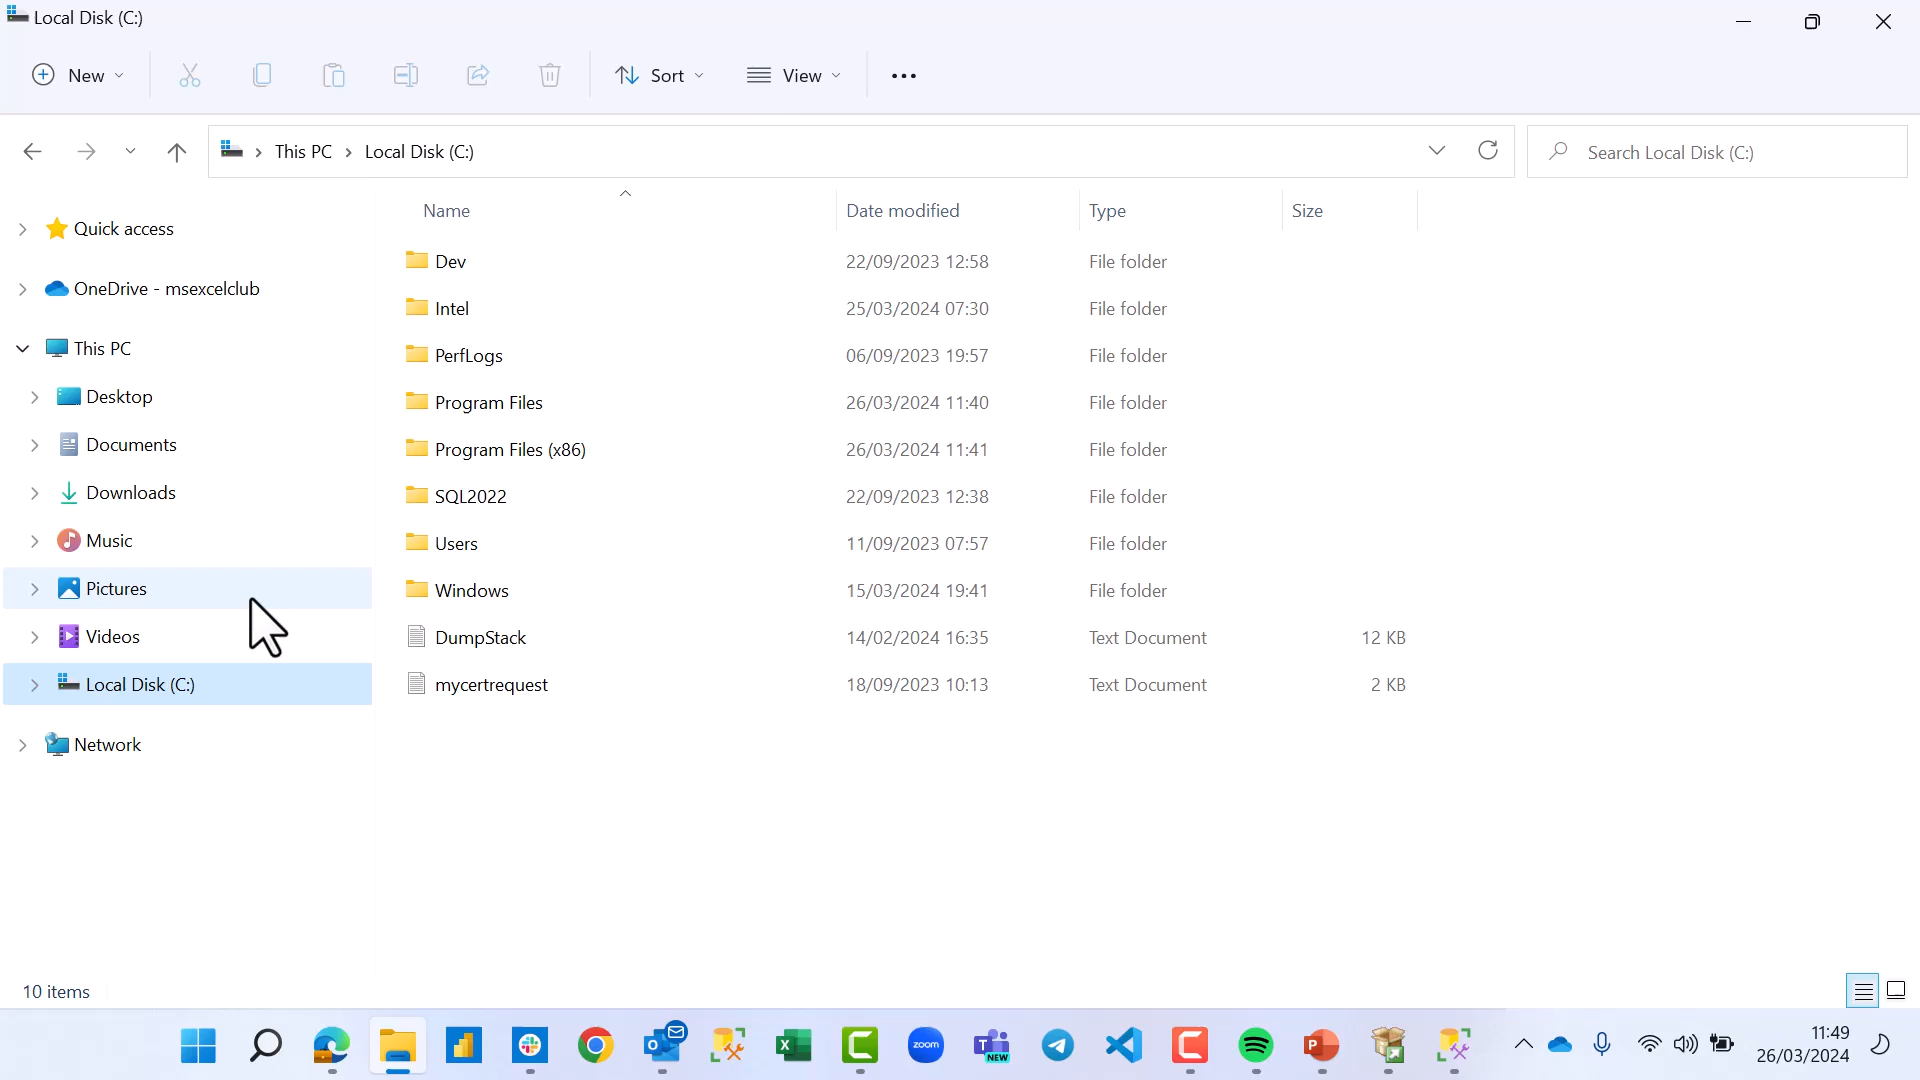 Local Disk (C:)
New Sort View
This PC Local Disk (C:) Search Local Disk (C:)
Name Date modified Type Size
Quick access
OneDrive - msexcelclub
This PC
Desktop
Documents
Downloads
Music
Pictures
Videos
Local Disk (C:)
Network
Dev 22/09/2023 12:58 File folder
Intel 25/03/2024 07:30 File folder
PerfLogs 06/09/2023 19:57 File folder
Program Files 26/03/2024 11:40 File folder
Program Files (x86) 26/03/2024 11:41 File folder
SQL2022 22/09/2023 12:38 File folder
Users 11/09/2023 07:57 File folder
Windows 15/03/2024 19:41 File folder
DumpStack 14/02/2024 16:35 Text Document 12 KB
mycertrequest 18/09/2023 10:13 Text Document 2 KB
10 items
zoom
NEW
11:49
26/03/2024